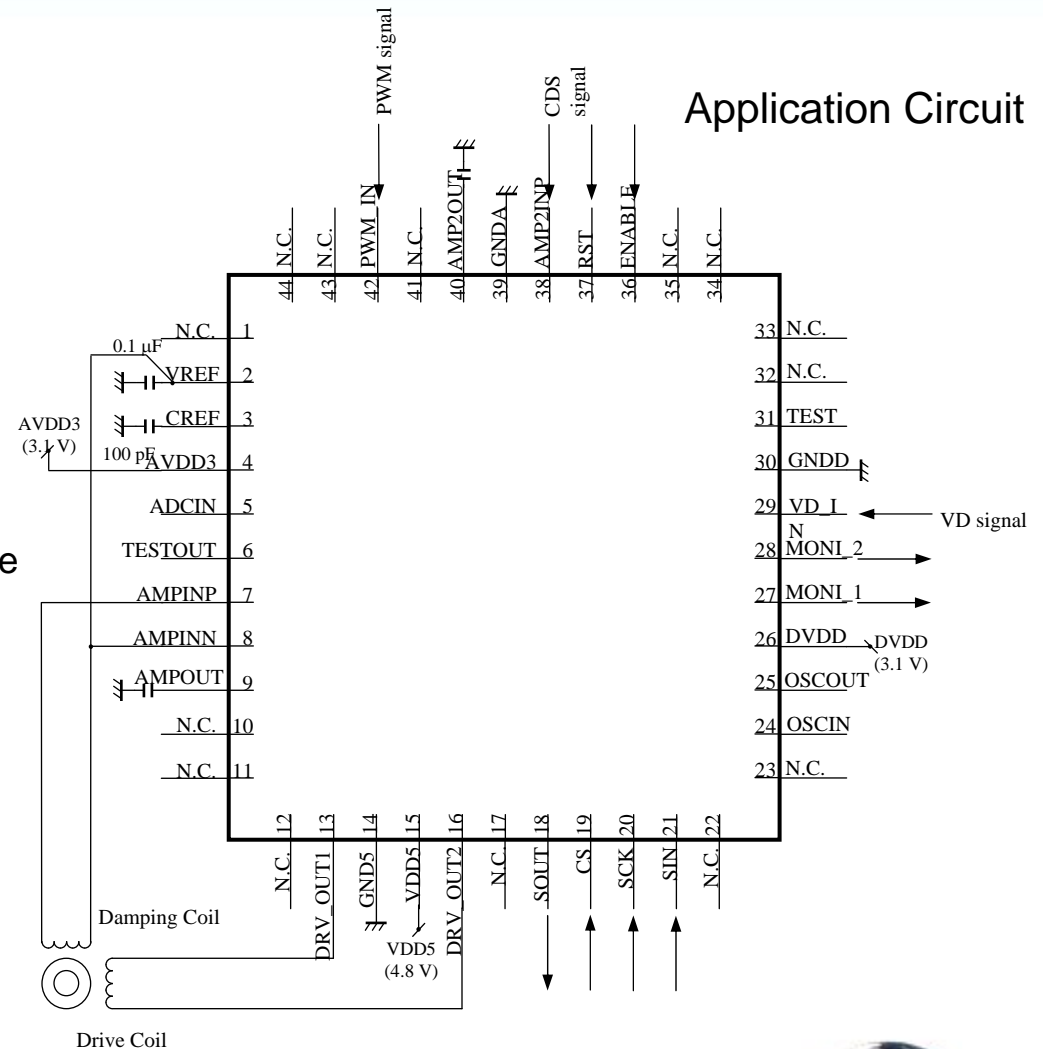 Application Circuit
PWM signal
CDS
signal
44 N.C.
43 N.C.
42 PWM_IN
41 N.C.
40 AMP2OUT
39 GNDA
38 AMP2INP
37 RST
36 ENABLE
35 N.C.
34 N.C.
N.C. 1
0.1 µF
VREF 2
CREF 3
AVDD3
(3.1 V)
100 pF
AVDD3 4
ADCIN 5
TESTOUT 6
e
AMPINP 7
AMPINN 8
AMPOUT 9
N.C. 10
N.C. 11
33 N.C.
32 N.C.
31 TEST
30 GNDD
29 VD_I
N
VD signal
28 MONI_2
27 MONI_1
26 DVDD
DVDD
(3.1 V)
25 OSCOUT
24 OSCIN
23 N.C.
N.C. 12
DRV_OUT1 13
GND5 14
VDD5 15
DRV_OUT2 16
N.C. 17
SOUT 18
CS 19
SCK 20
SIN 21
N.C. 22
VDD5
(4.8 V)
Damping Coil
Drive Coil